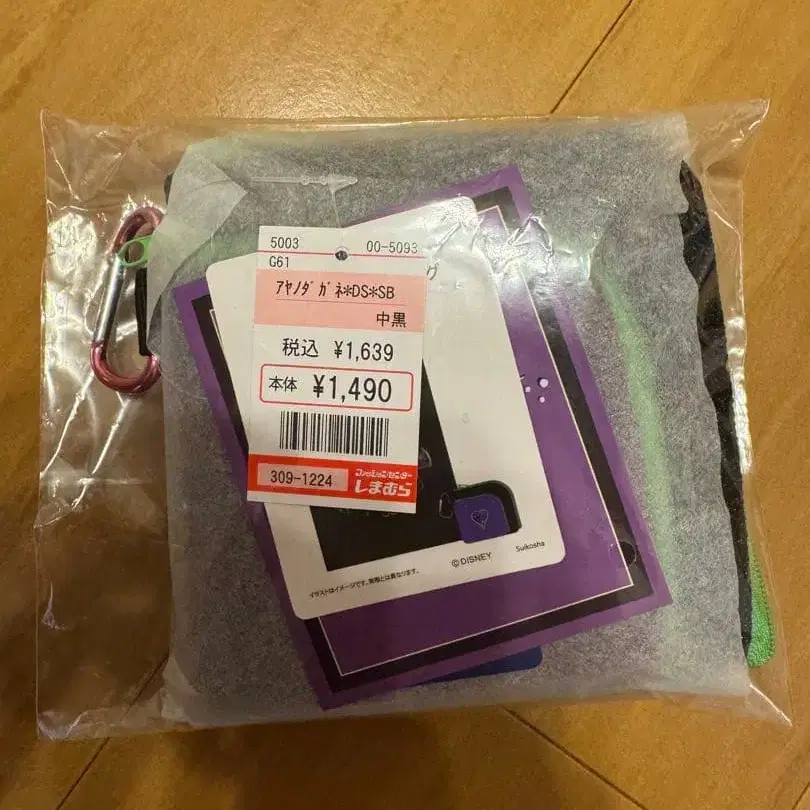 5003 00-5093
G61
グ
ｱﾔﾉﾀﾞ ｶﾞ ﾈ*DS*SB
中黒
税込 ¥1,639
本体 ¥1,490
309-1224 ファッションセンター
しまむら
©DISNEY Suikosha
イラストはイメージです。実際とは異なります。